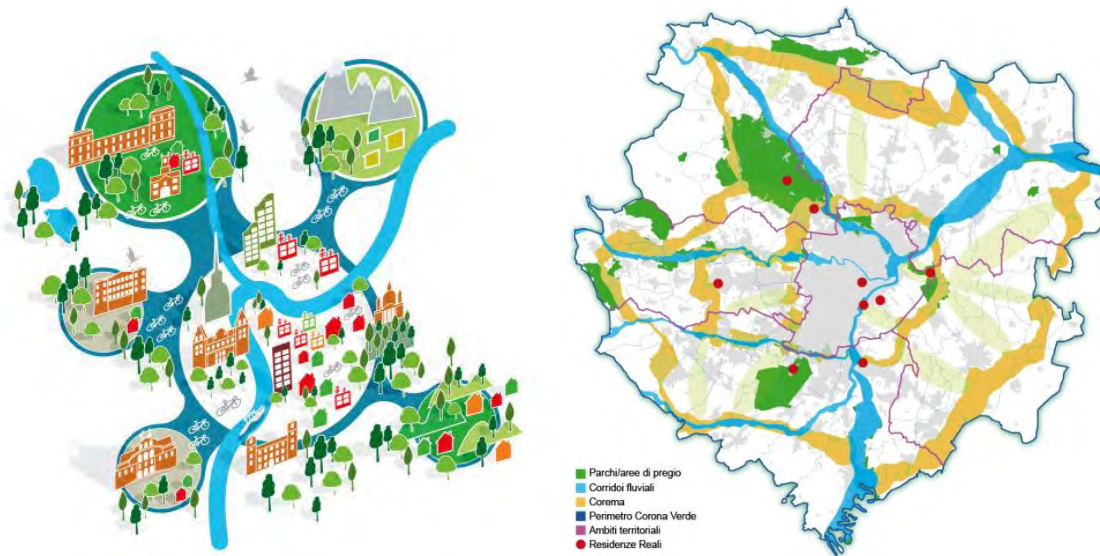 Parchi/aree di pregio
Corridoi fluviali
Corema
Perimetro Corona Verde
Ambiti territoriali
Residenze Reali